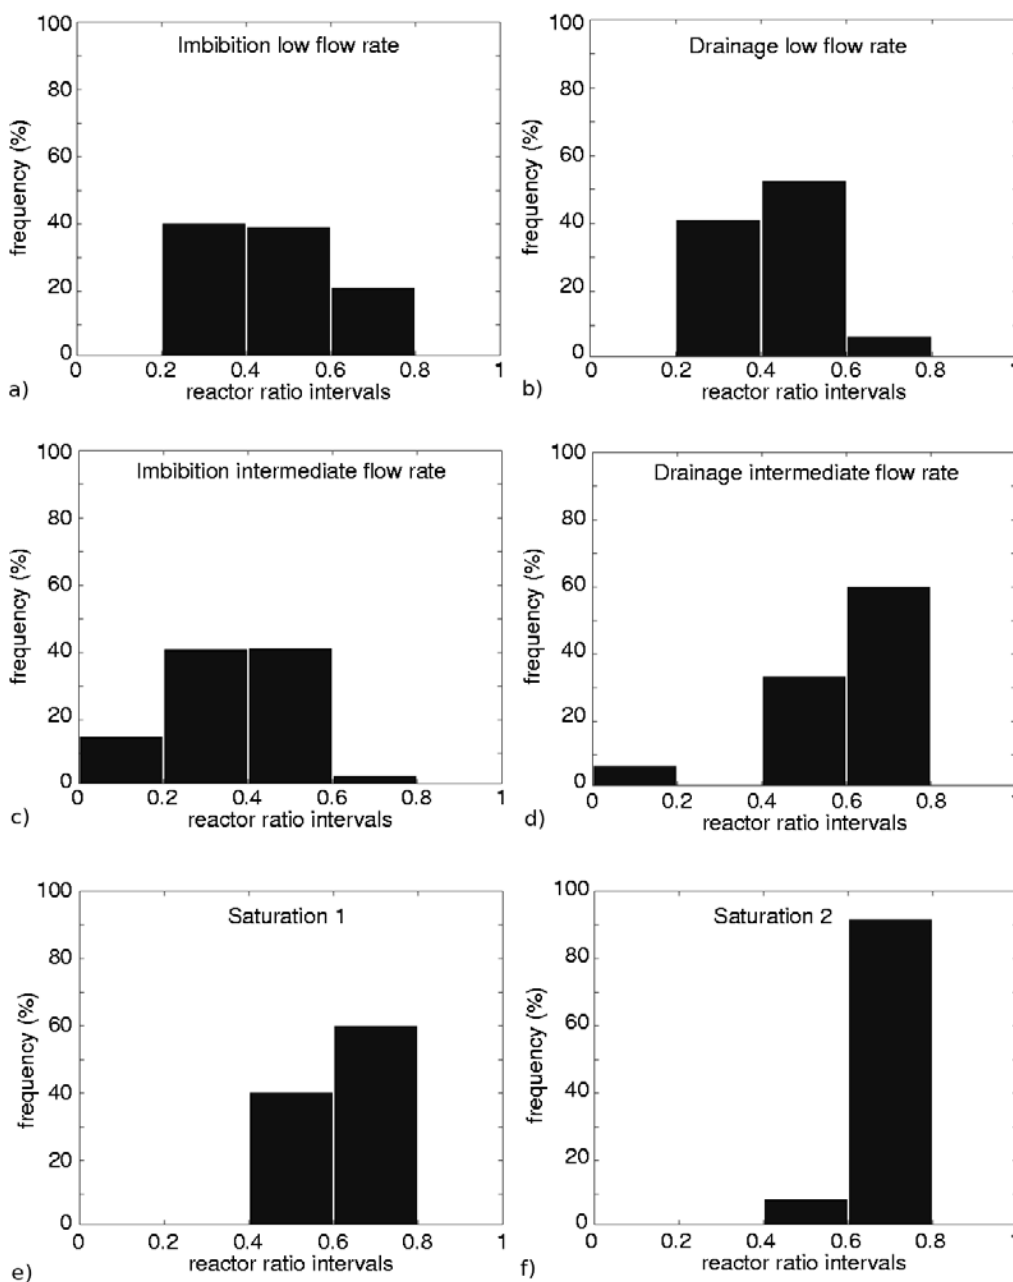 100
80
60
40
20
0
frequency (%)
Imbibition low flow rate
0 0.2 0.4 0.6 0.8 1
reactor ratio intervals
a)
100
80
60
40
20
0
frequency (%)
Drainage low flow rate
0 0.2 0.4 0.6 0.8 1
reactor ratio intervals
b)
100
80
60
40
20
0
frequency (%)
Imbibition intermediate flow rate
0 0.2 0.4 0.6 0.8 1
reactor ratio intervals
c)
100
80
60
40
20
0
frequency (%)
Drainage intermediate flow rate
0 0.2 0.4 0.6 0.8 1
reactor ratio intervals
d)
100
80
60
40
20
0
frequency (%)
Saturation 1
0 0.2 0.4 0.6 0.8 1
reactor ratio intervals
e)
100
80
60
40
20
0
frequency (%)
Saturation 2
0 0.2 0.4 0.6 0.8 1
reactor ratio intervals
f)